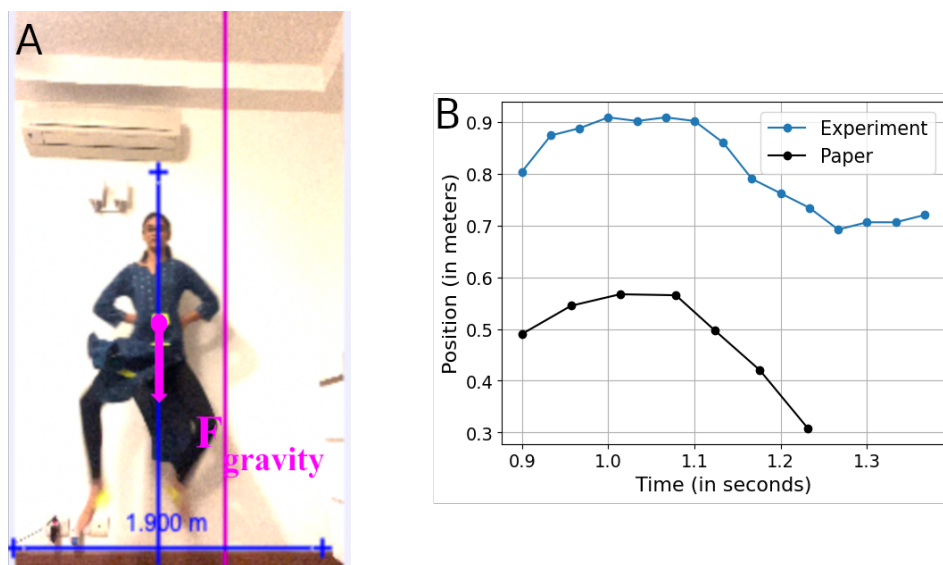 A
F
gravity
1.900 m
B
Experiment
Paper
Position (in meters)
0.9
0.8
0.7
0.6
0.5
0.4
0.3
0.9 1.0 1.1 1.2 1.3
Time (in seconds)